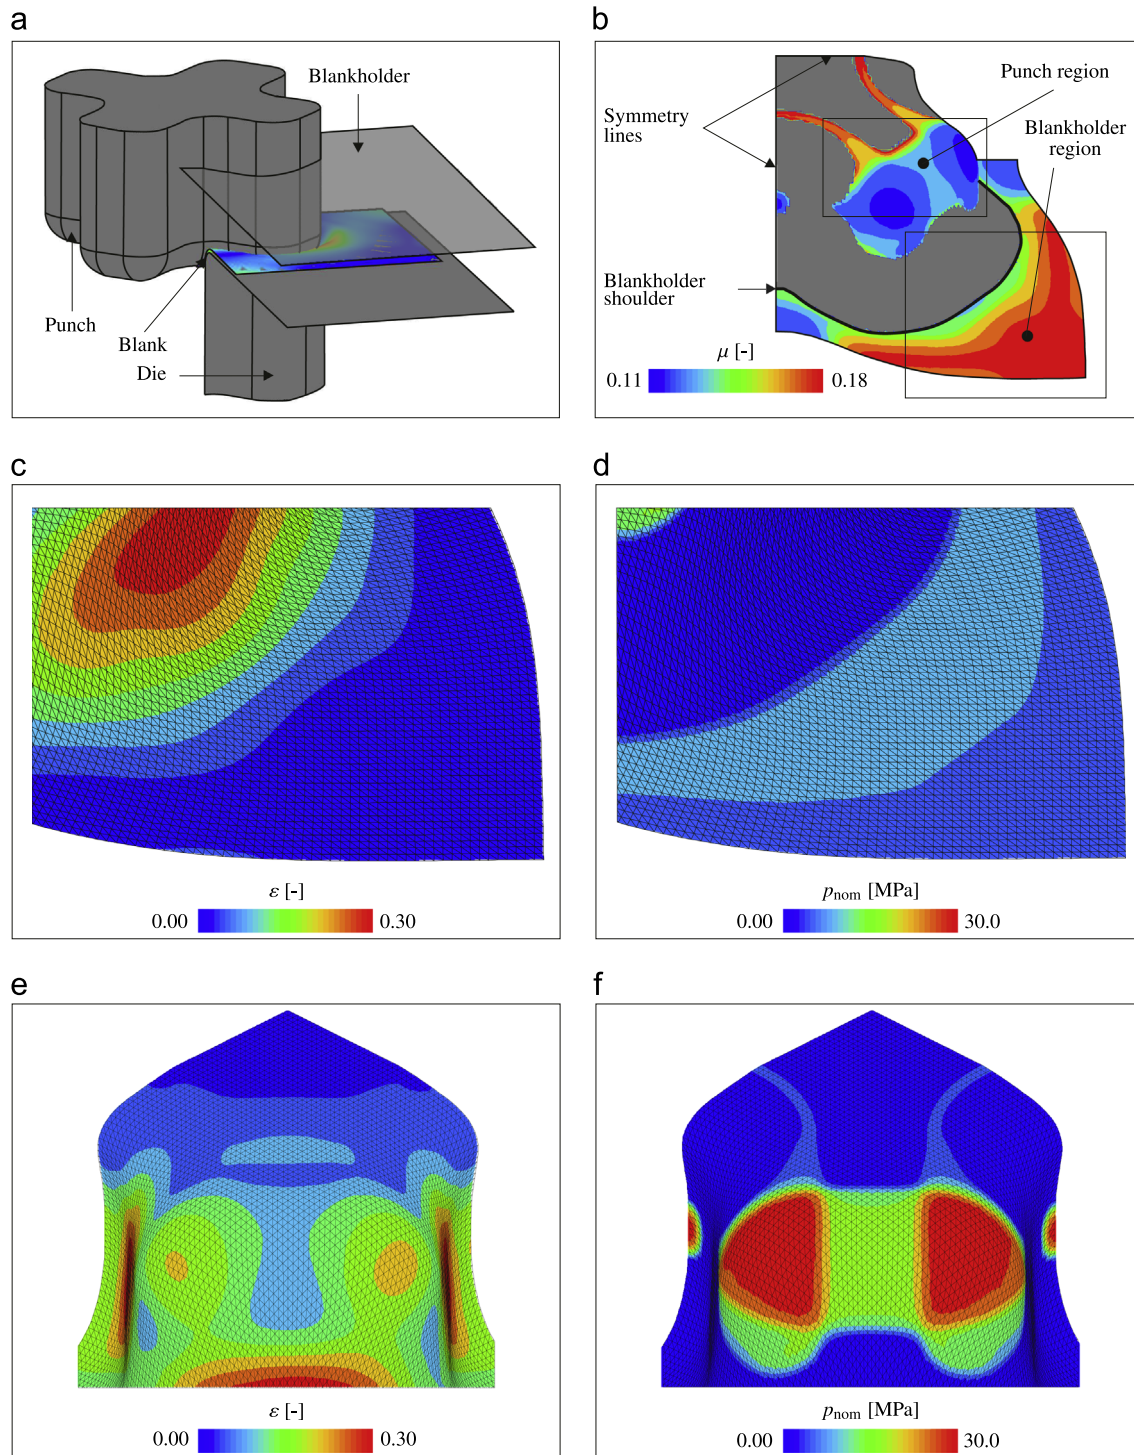 a
Blankholder
Punch
Blank
Die
b
Punch region
Symmetry
lines
Blankholder
region
Blankholder
shoulder
μ [-]
0.11
0.18
c
ε [-]
0.00
0.30
d
pnom [MPa]
0.00
30.0
e
ε [-]
0.00
0.30
f
pnom [MPa]
0.00
30.0